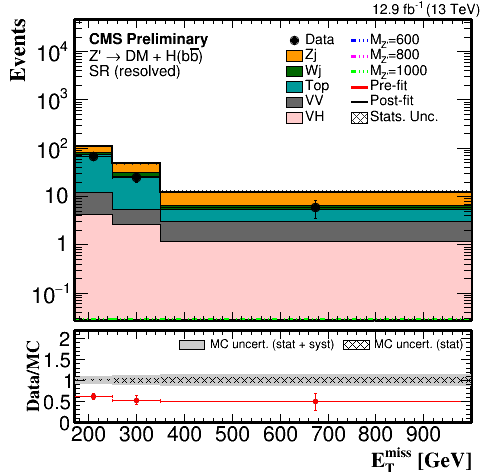 12.9 fb⁻¹ (13 TeV)
Events
CMS Preliminary
Z' → DM + H(bb̅)
SR (resolved)
Data
Zj
Wj
Top
VV
VH
M_Z'=600
M_Z'=800
M_Z'=1000
Pre-fit
Post-fit
Stats. Unc.
10⁴
10³
10²
10
1
10⁻¹
Data/MC
2
1.5
1
0.5
0
MC uncert. (stat + syst)
MC uncert. (stat)
200 300 400 500 600 700 800 900
E_T^miss [GeV]